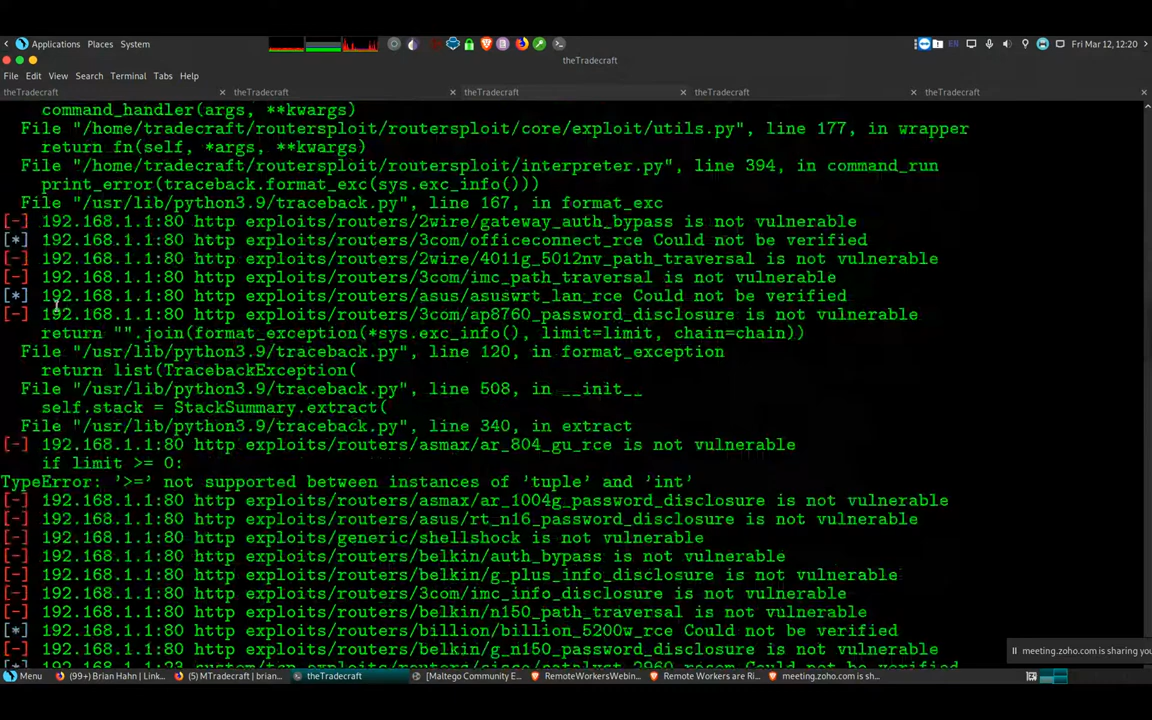 Applications Places System
EN
Fri Mar 12, 12:20
theTradecraft
File Edit View Search Terminal Tabs Help
theTradecraft × theTradecraft × theTradecraft × theTradecraft × theTradecraft ×
command_handler(args, **kwargs)
File "/home/tradecraft/routersploit/routersploit/core/exploit/utils.py", line 177, in wrapper
return fn(self, *args, **kwargs)
File "/home/tradecraft/routersploit/routersploit/interpreter.py", line 394, in command_run
print_error(traceback.format_exc(sys.exc_info()))
File "/usr/lib/python3.9/traceback.py", line 167, in format_exc
[-] 192.168.1.1:80 http exploits/routers/2wire/gateway_auth_bypass is not vulnerable
[*] 192.168.1.1:80 http exploits/routers/3com/officeconnect_rce Could not be verified
[-] 192.168.1.1:80 http exploits/routers/2wire/4011g_5012nv_path_traversal is not vulnerable
[-] 192.168.1.1:80 http exploits/routers/3com/imc_path_traversal is not vulnerable
[*] 192.168.1.1:80 http exploits/routers/asus/asuswrt_lan_rce Could not be verified
[-] 192.168.1.1:80 http exploits/routers/3com/ap8760_password_disclosure is not vulnerable
return "".join(format_exception(*sys.exc_info(), limit=limit, chain=chain))
File "/usr/lib/python3.9/traceback.py", line 120, in format_exception
return list(TracebackException(
File "/usr/lib/python3.9/traceback.py", line 508, in __init__
self.stack = StackSummary.extract(
File "/usr/lib/python3.9/traceback.py", line 340, in extract
[-] 192.168.1.1:80 http exploits/routers/asmax/ar_804_gu_rce is not vulnerable
if limit >= 0:
TypeError: '>=' not supported between instances of 'tuple' and 'int'
[-] 192.168.1.1:80 http exploits/routers/asmax/ar_1004g_password_disclosure is not vulnerable
[-] 192.168.1.1:80 http exploits/routers/asus/rt_n16_password_disclosure is not vulnerable
[-] 192.168.1.1:80 http exploits/generic/shellshock is not vulnerable
[-] 192.168.1.1:80 http exploits/routers/belkin/auth_bypass is not vulnerable
[-] 192.168.1.1:80 http exploits/routers/belkin/g_plus_info_disclosure is not vulnerable
[-] 192.168.1.1:80 http exploits/routers/3com/imc_info_disclosure is not vulnerable
[-] 192.168.1.1:80 http exploits/routers/belkin/n150_path_traversal is not vulnerable
[*] 192.168.1.1:80 http exploits/routers/billion/billion_5200w_rce Could not be verified
[-] 192.168.1.1:80 http exploits/routers/belkin/g_n150_password_disclosure is not vulnerable
[*] 192.168.1.1:23 custom/tcp exploits/routers/cisco/catalyst_2960_rocem Could not be verified
meeting.zoho.com is sharing you
Menu (99+) Brian Hahn | Link... (5) MTradecraft | brian... theTradecraft Maltego Community E... RemoteWorkersWebin... Remote Workers are Ri... meeting.zoho.com is sh...